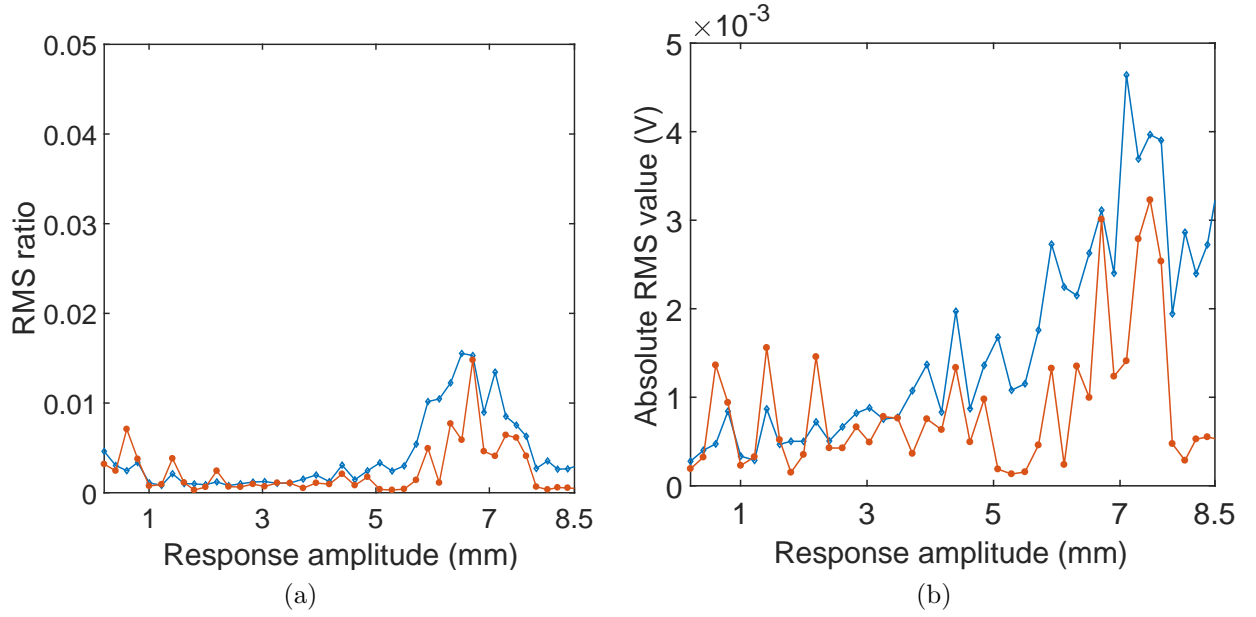 0.05
0.04
0.03
0.02
0.01
0
RMS ratio
1 3 5 7 8.5
Response amplitude (mm)
(a)
×10⁻³
5
4
3
2
1
0
Absolute RMS value (V)
1 3 5 7 8.5
Response amplitude (mm)
(b)